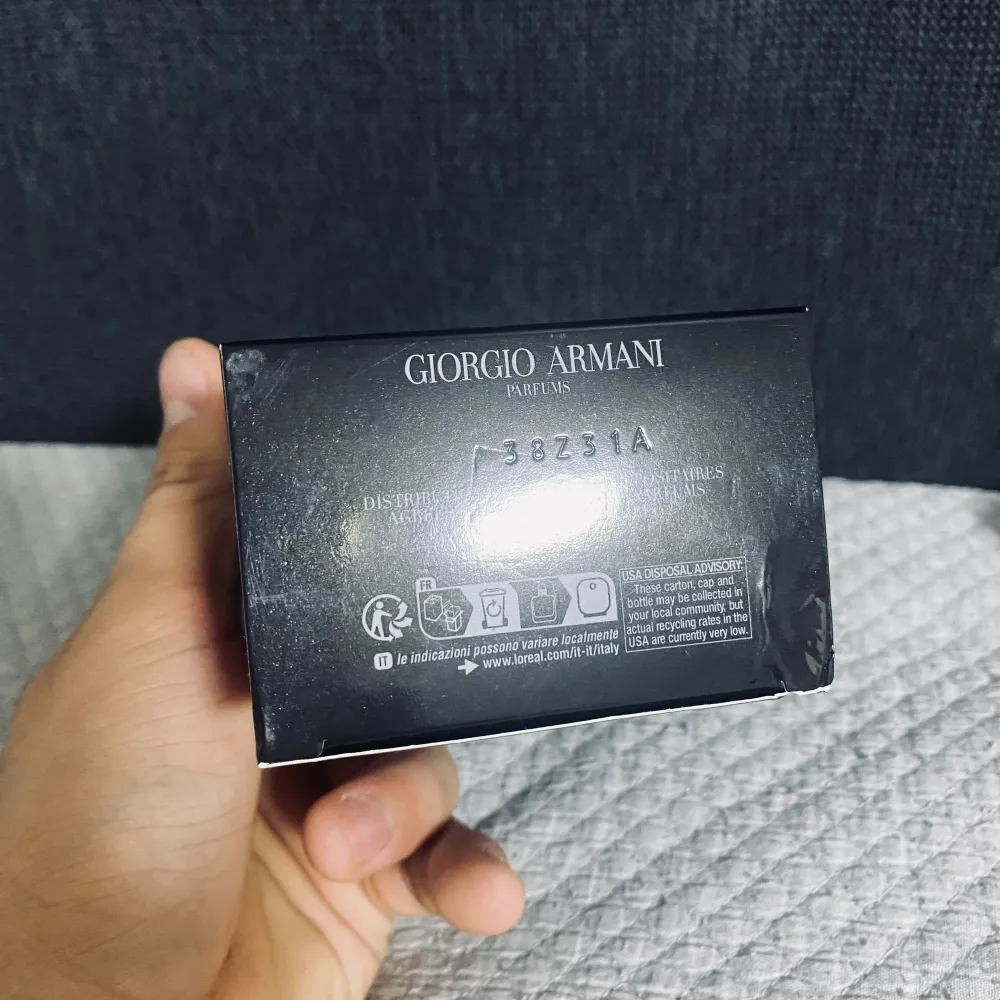 GIORGIO ARMANI
PARFUMS
38Z31A
OSITAIRES
FR
USA DISPOSAL ADVISORY:
These carton, cap and
bottle may be collected in
your local community, but
actual recycling rates in the
USA are currently very low.
IT le indicazioni possono variare localmente
www.loreal.com/it-it/italy